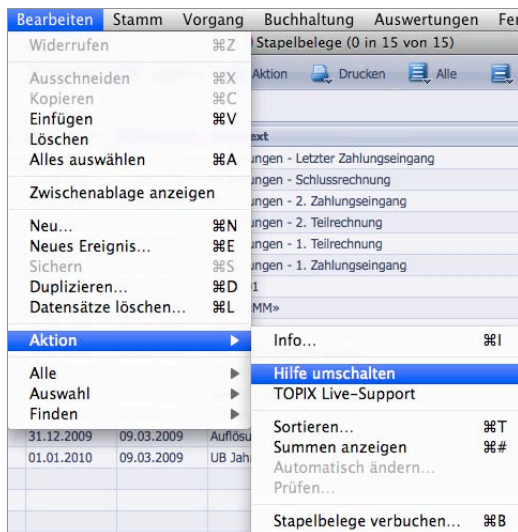 Bearbeiten Stamm Vorgang Buchhaltung Auswertungen
Stapelbelege (0 in 15 von 15)
Aktion Drucken Alle
Widerrufen ⌘Z
Ausschneiden ⌘X
Kopieren ⌘C
Einfügen ⌘V
Löschen
Alles auswählen ⌘A
Zwischenablage anzeigen
Neu... ⌘N
Neues Ereignis... ⌘E
Sichern ⌘S
Duplizieren... ⌘D
Datensätze löschen... ⌘L
Aktion
Alle
Auswahl
Finden
ext
ungen - Letzter Zahlungseingang
ungen - Schlussrechnung
ungen - 2. Zahlungseingang
ungen - 2. Teilrechnung
ungen - 1. Teilrechnung
ungen - 1. Zahlungseingang
MM»
Info... ⌘I
Hilfe umschalten
TOPIX Live-Support
Sortieren... ⌘T
Summen anzeigen ⌘#
Automatisch ändern...
Prüfen...
Stapelbelege verbuchen... ⌘B
31.12.2009 09.03.2009 Auflösu
01.01.2010 09.03.2009 UB Jah